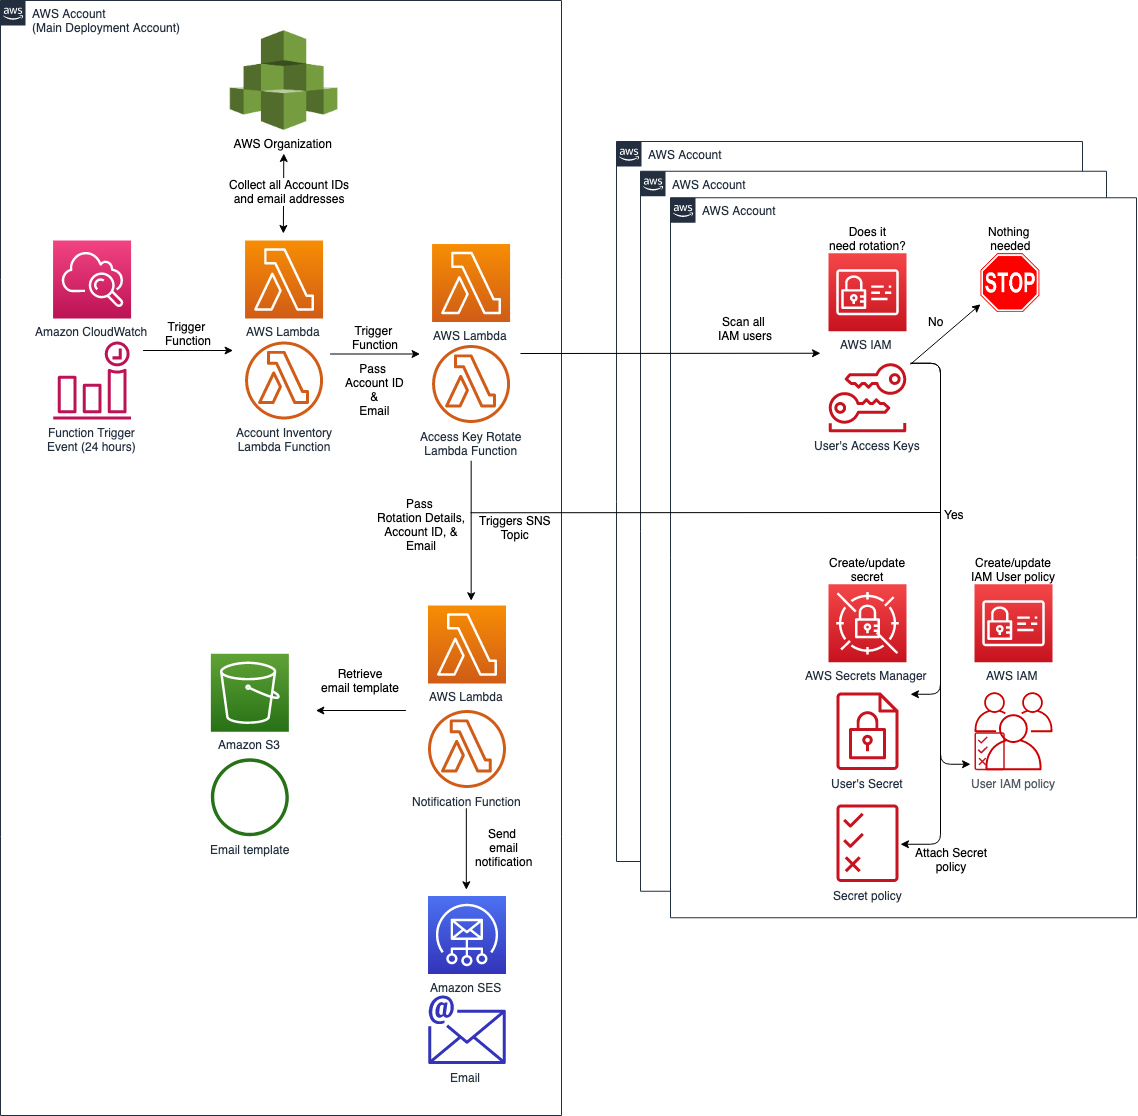 aws
AWS Account
(Main Deployment Account)
AWS Organization
Collect all Account IDs
and email addresses
Amazon CloudWatch
Function Trigger
Event (24 hours)
Trigger
Function
AWS Lambda
Account Inventory
Lambda Function
Trigger
Function
Pass
Account ID
&
Email
AWS Lambda
Access Key Rotate
Lambda Function
Scan all
IAM users
aws
AWS Account
aws
AWS Account
aws
AWS Account
Does it
need rotation?
AWS IAM
User's Access Keys
Nothing
needed
STOP
No
Yes
Pass
Rotation Details,
Account ID, &
Email
Triggers SNS
Topic
Create/update
secret
AWS Secrets Manager
User's Secret
Create/update
IAM User policy
AWS IAM
User IAM policy
Attach Secret
policy
Secret policy
AWS Lambda
Notification Function
Retrieve
email template
Amazon S3
Email template
Send
email
notification
Amazon SES
@
Email